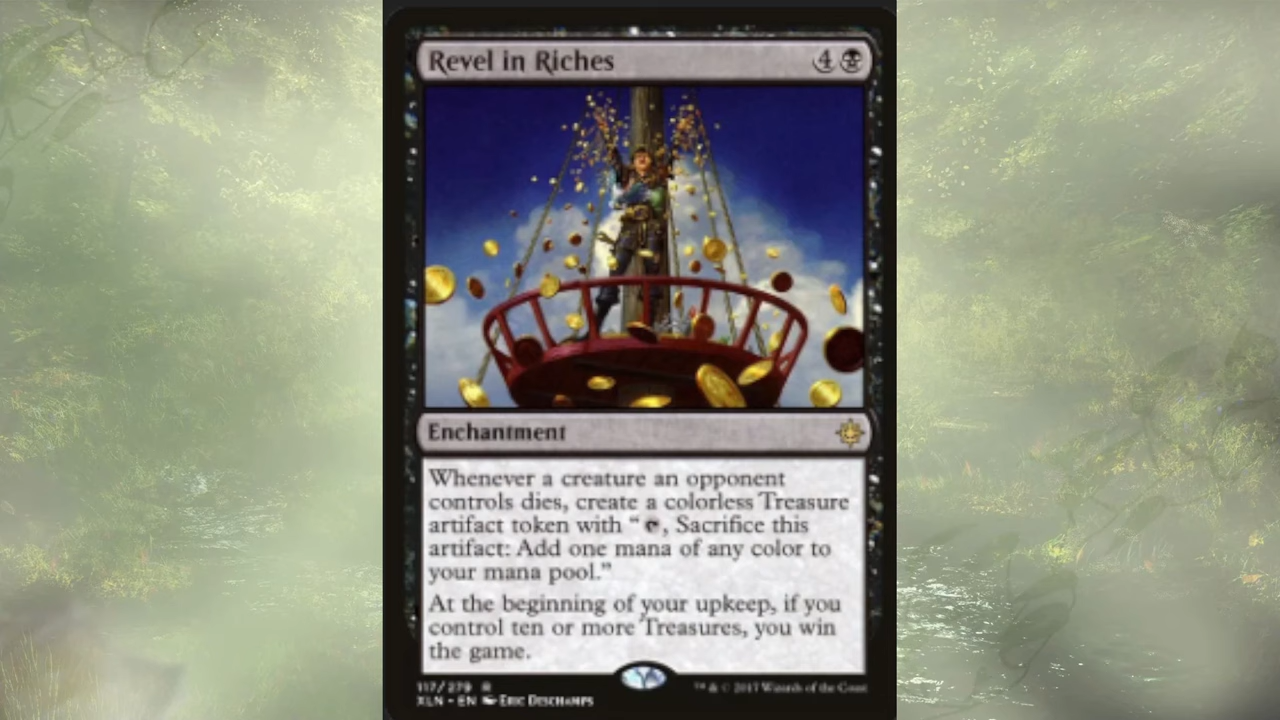 Revel in Riches 4
Enchantment
Whenever a creature an opponent
controls dies, create a colorless Treasure
artifact token with “ , Sacrifice this
artifact: Add one mana of any color to
your mana pool.”
At the beginning of your upkeep, if you
control ten or more Treasures, you win
the game.
117/279 R
XLN • EN ERIC DESCHAMPS
™ & © 2017 Wizards of the Coast